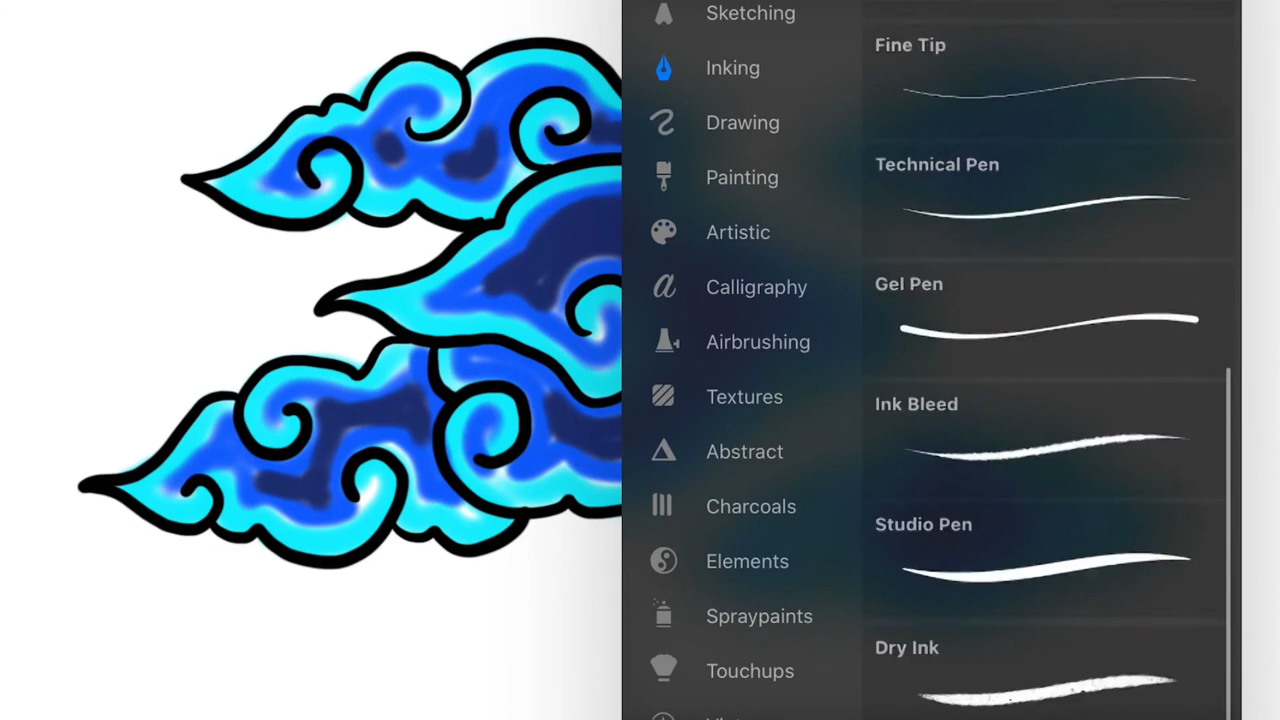 Sketching
Inking
Drawing
Painting
Artistic
Calligraphy
Airbrushing
Textures
Abstract
Charcoals
Elements
Spraypaints
Touchups
Fine Tip
Technical Pen
Gel Pen
Ink Bleed
Studio Pen
Dry Ink